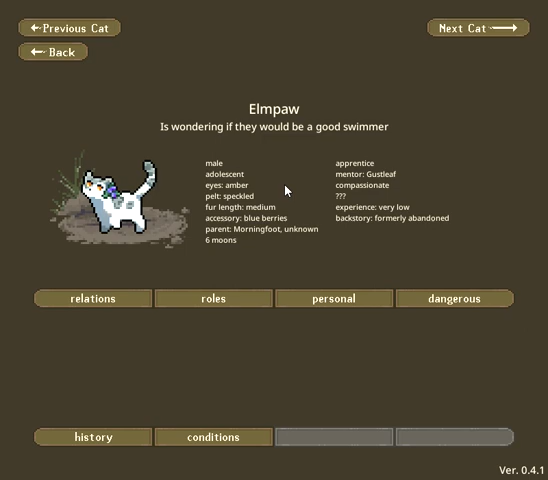 Previous Cat
Next Cat
Back
Elmpaw
Is wondering if they would be a good swimmer
male
adolescent
eyes: amber
pelt: speckled
fur length: medium
accessory: blue berries
parent: Morningfoot, unknown
6 moons
apprentice
mentor: Gustleaf
compassionate
???
experience: very low
backstory: formerly abandoned
relations
roles
personal
dangerous
history
conditions
Ver. 0.4.1